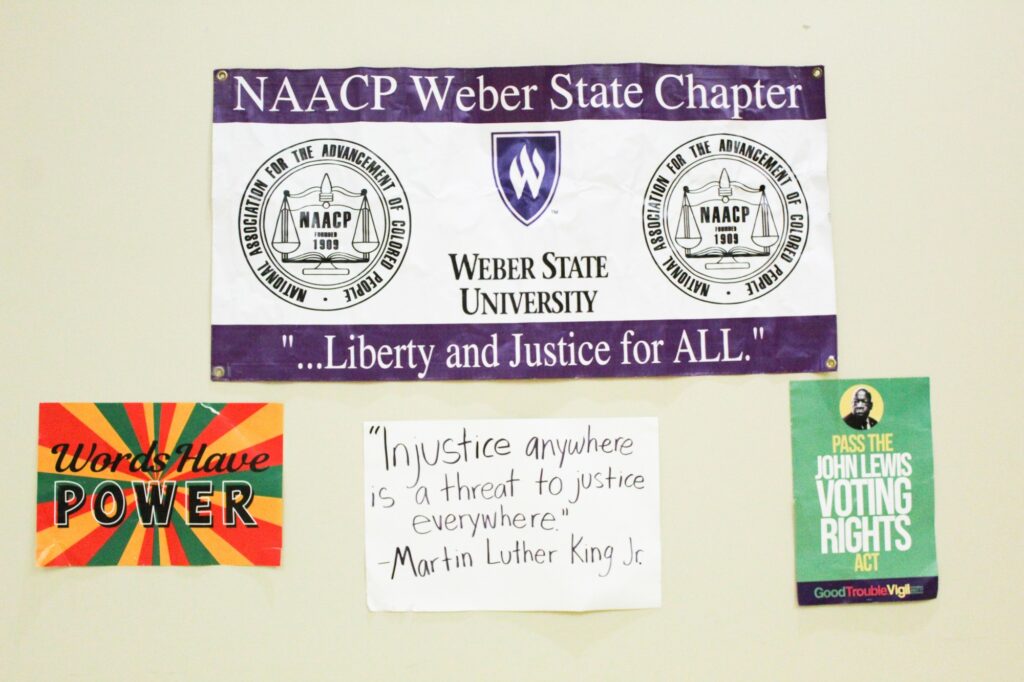 NAACP Weber State Chapter
NATIONAL ASSOCIATION FOR THE ADVANCEMENT OF COLORED PEOPLE
NAACP
FOUNDED
1909
W
TM
WEBER STATE
UNIVERSITY
NATIONAL ASSOCIATION FOR THE ADVANCEMENT OF COLORED PEOPLE
NAACP
FOUNDED
1909
"...Liberty and Justice for ALL."
Words Have
POWER
"Injustice anywhere
is a threat to justice
everywhere."
-Martin Luther King Jr.
PASS THE
JOHN LEWIS
VOTING
RIGHTS
ACT
GoodTroubleVigil